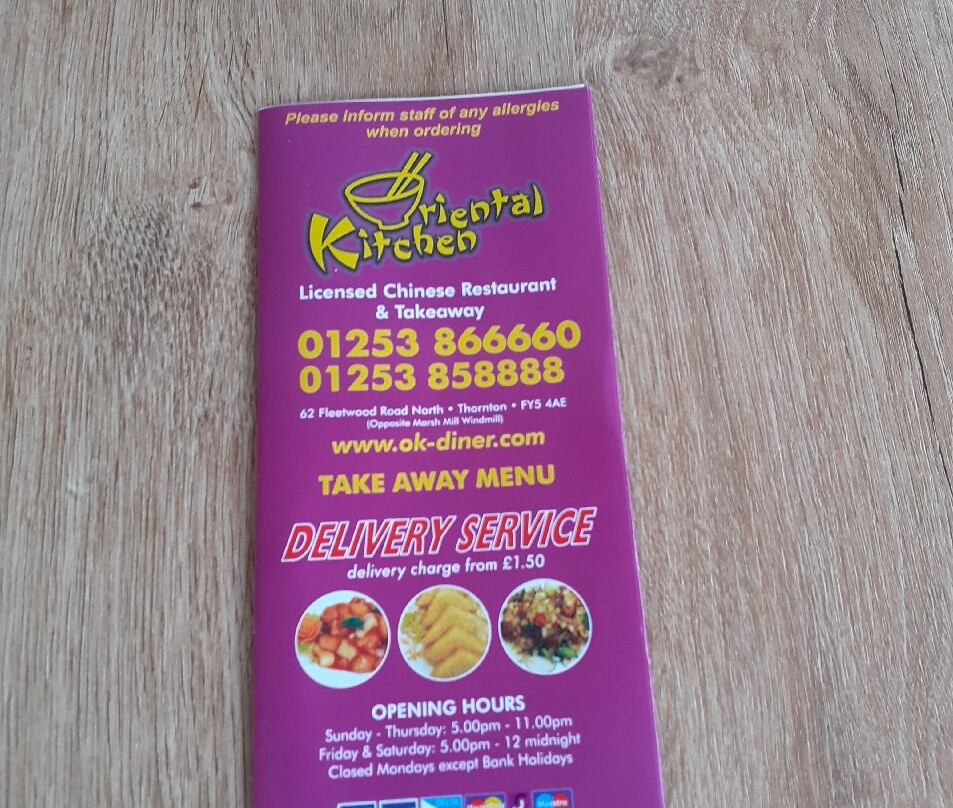 Please inform staff of any allergies
when ordering
Oriental
Kitchen
Licensed Chinese Restaurant
& Takeaway
01253 866660
01253 858888
62 Fleetwood Road North • Thornton • FY5 4AE
(Opposite Marsh Mill Windmill)
www.ok-diner.com
TAKE AWAY MENU
DELIVERY SERVICE
delivery charge from £1.50
OPENING HOURS
Sunday - Thursday: 5.00pm - 11.00pm
Friday & Saturday: 5.00pm - 12 midnight
Closed Mondays except Bank Holidays
DELTA MasterCard Maestro